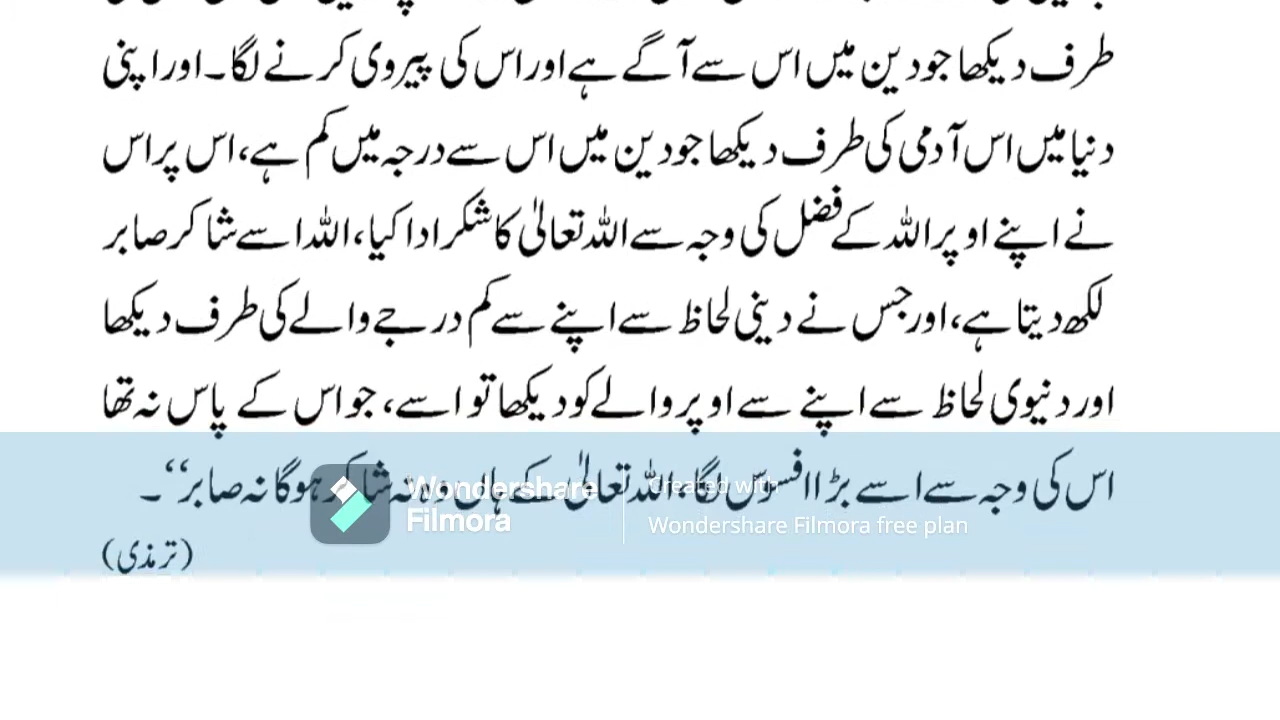 طرف دیکھا جو دین میں اس سے آگے ہے اور اس کی پیروی کرنے لگا۔ اور اپنی
دنیا میں اس آدمی کی طرف دیکھا جو دین میں اس سے درجہ میں کم ہے، اس پر اس
نے اپنے اوپر اللہ کے فضل کی وجہ سے اللہ تعالیٰ کا شکر ادا کیا، اللہ اسے شاکر صابر
لکھ دیتا ہے، اور جس نے دینی لحاظ سے اپنے سے کم درجے والے کی طرف دیکھا
اور دنیوی لحاظ سے اپنے سے اوپر والے کو دیکھا تو اسے، جو اس کے پاس نہ تھا
اس کی وجہ سے اسے بڑا افسوس لگا، اللہ تعالیٰ کے ہاں وہ نہ شاکر ہوگا نہ صابر‘‘۔
(ترمذی)
Wondershare
Filmora
Created with
Wondershare Filmora free plan